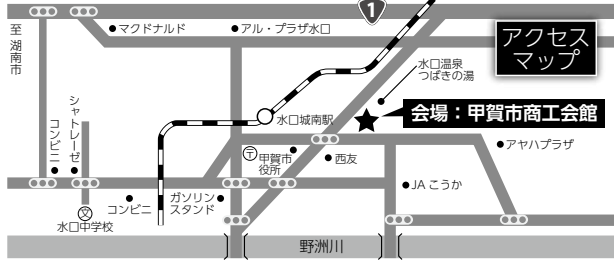 1
アクセス
マップ
マクドナルド
アル・プラザ水口
至 湖南市
水口温泉
つばきの湯
シャトレーゼ
コンビニ
水口城南駅
会場：甲賀市商工会館
〒
甲賀市
役所
西友
アヤハプラザ
JA こうか
文
水口中学校
コンビニ
ガソリン
スタンド
野洲川